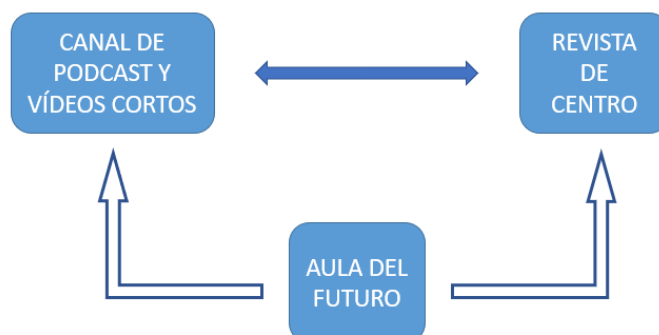 CANAL DE
PODCAST Y
VÍDEOS CORTOS
REVISTA
DE
CENTRO
AULA DEL
FUTURO